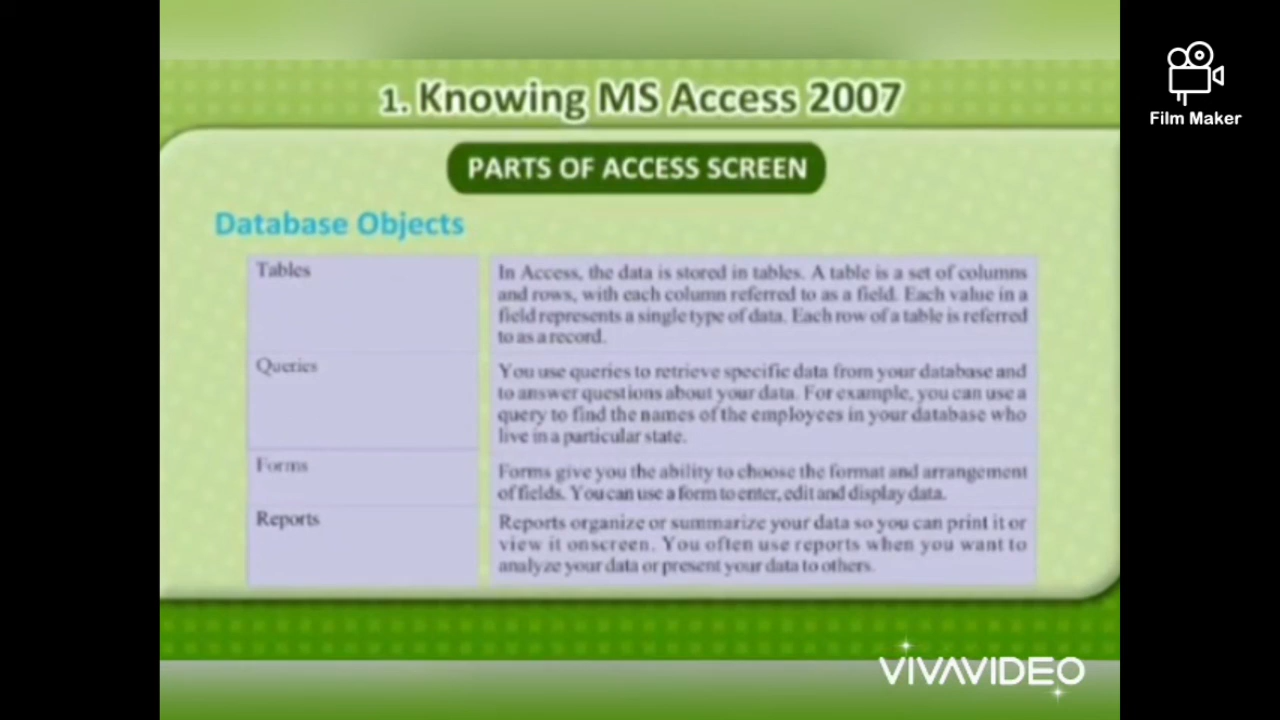 1. Knowing MS Access 2007
Film Maker
PARTS OF ACCESS SCREEN
Database Objects
Tables
In Access, the data is stored in tables. A table is a set of columns
and rows, with each column referred to as a field. Each value in a
field represents a single type of data. Each row of a table is referred
to as a record.
Queries
You use queries to retrieve specific data from your database and
to answer questions about your data. For example, you can use a
query to find the names of the employees in your database who
live in a particular state.
Forms
Forms give you the ability to choose the format and arrangement
of fields. You can use a form to enter, edit and display data.
Reports
Reports organize or summarize your data so you can print it or
view it onscreen. You often use reports when you want to
analyze your data or present your data to others.
VIVAVIDEO